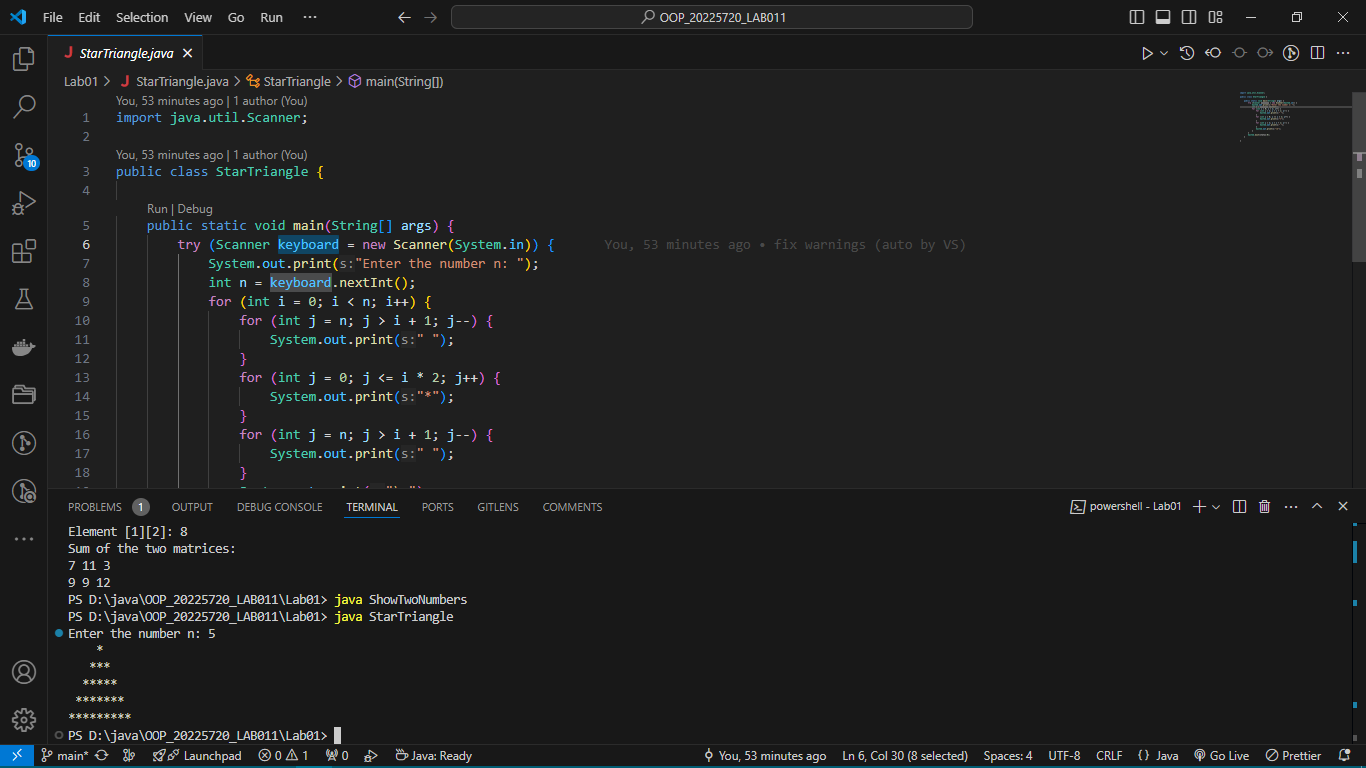 File Edit Selection View Go Run ··· OOP_20225720_LAB011
J StarTriangle.java
Lab01 > J StarTriangle.java > StarTriangle > main(String[])
You, 53 minutes ago | 1 author (You)
1 import java.util.Scanner;
2
You, 53 minutes ago | 1 author (You)
3 public class StarTriangle {
4
Run | Debug
5 public static void main(String[] args) {
6 try (Scanner keyboard = new Scanner(System.in)) { You, 53 minutes ago • fix warnings (auto by VS)
7 System.out.print(s:"Enter the number n: ");
8 int n = keyboard.nextInt();
9 for (int i = 0; i < n; i++) {
10 for (int j = n; j > i + 1; j--) {
11 System.out.print(s:" ");
12 }
13 for (int j = 0; j <= i * 2; j++) {
14 System.out.print(s:"*");
15 }
16 for (int j = n; j > i + 1; j--) {
17 System.out.print(s:" ");
18 }
PROBLEMS 1 OUTPUT DEBUG CONSOLE TERMINAL PORTS GITLENS COMMENTS powershell - Lab01
Element [1][2]: 8
Sum of the two matrices:
7 11 3
9 9 12
PS D:\java\OOP_20225720_LAB011\Lab01> java ShowTwoNumbers
PS D:\java\OOP_20225720_LAB011\Lab01> java StarTriangle
Enter the number n: 5
    *
   ***
  *****
 *******
*********
PS D:\java\OOP_20225720_LAB011\Lab01>
10
main* Launchpad 0 1 0 Java: Ready You, 53 minutes ago Ln 6, Col 30 (8 selected) Spaces: 4 UTF-8 CRLF { } Java Go Live Prettier